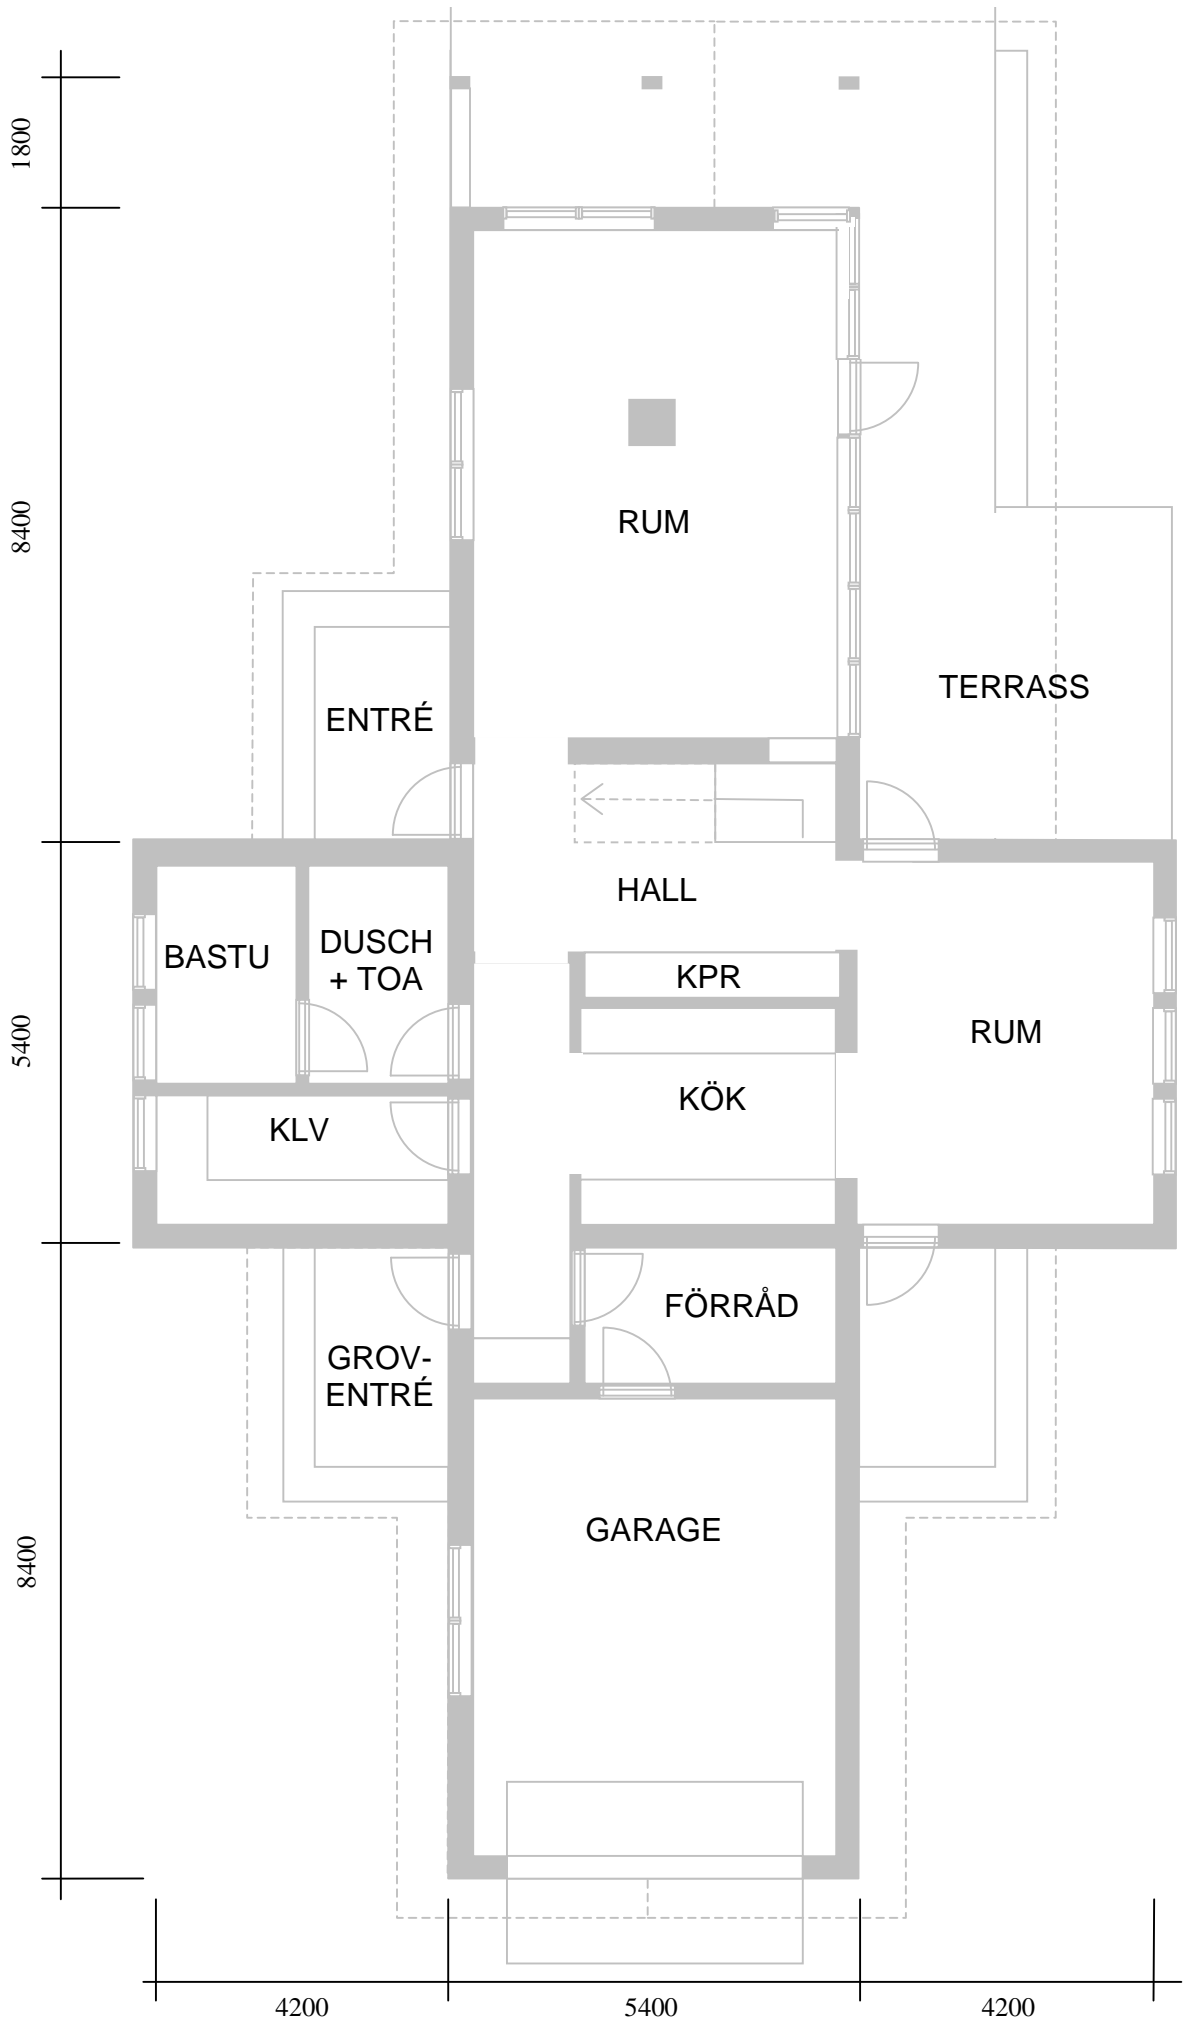 1800
8400
RUM
TERRASS
ENTRÉ
HALL
BASTU
DUSCH
+ TOA
KPR
5400
RUM
KÖK
KLV
FÖRRÅD
GROV-
ENTRÉ
GARAGE
8400
4200
5400
4200